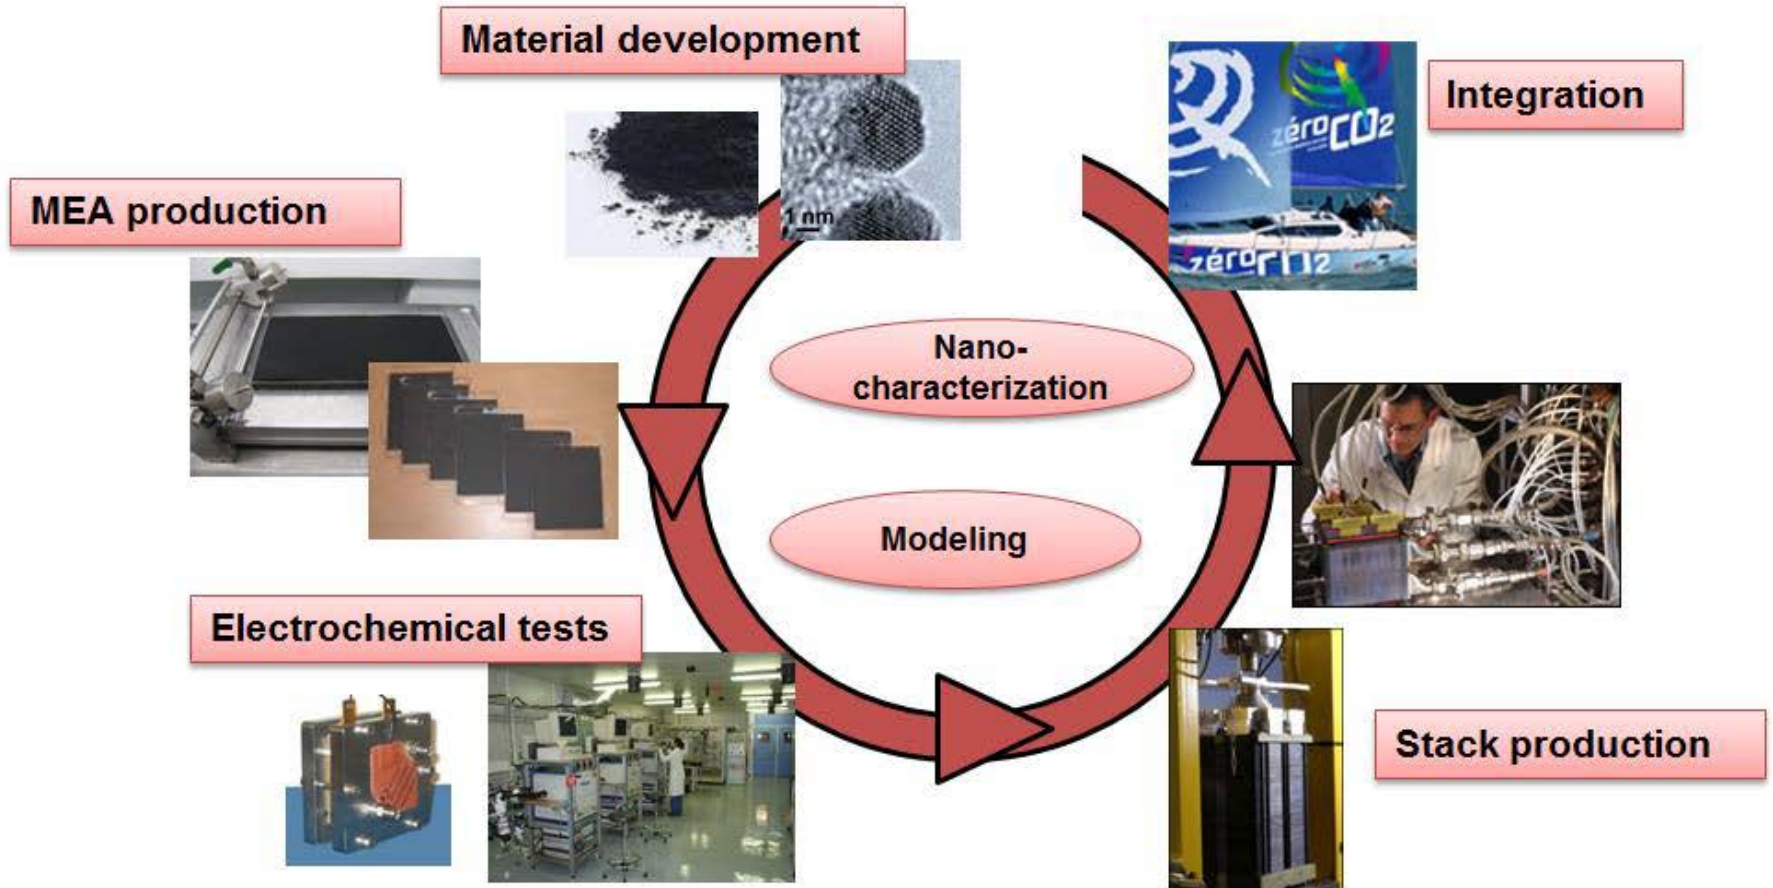 Material development
Integration
zéro CO2
1 nm
MEA production
zéro CO2
Nano-
characterization
Modeling
Electrochemical tests
Stack production